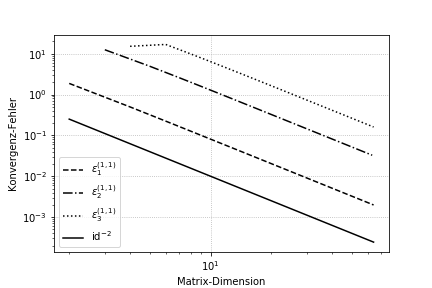 10¹
10⁰
10⁻¹
10⁻²
10⁻³
Konvergenz-Fehler
ε₁⁽¹,¹⁾
ε₂⁽¹,¹⁾
ε₃⁽¹,¹⁾
id⁻²
10¹
Matrix-Dimension